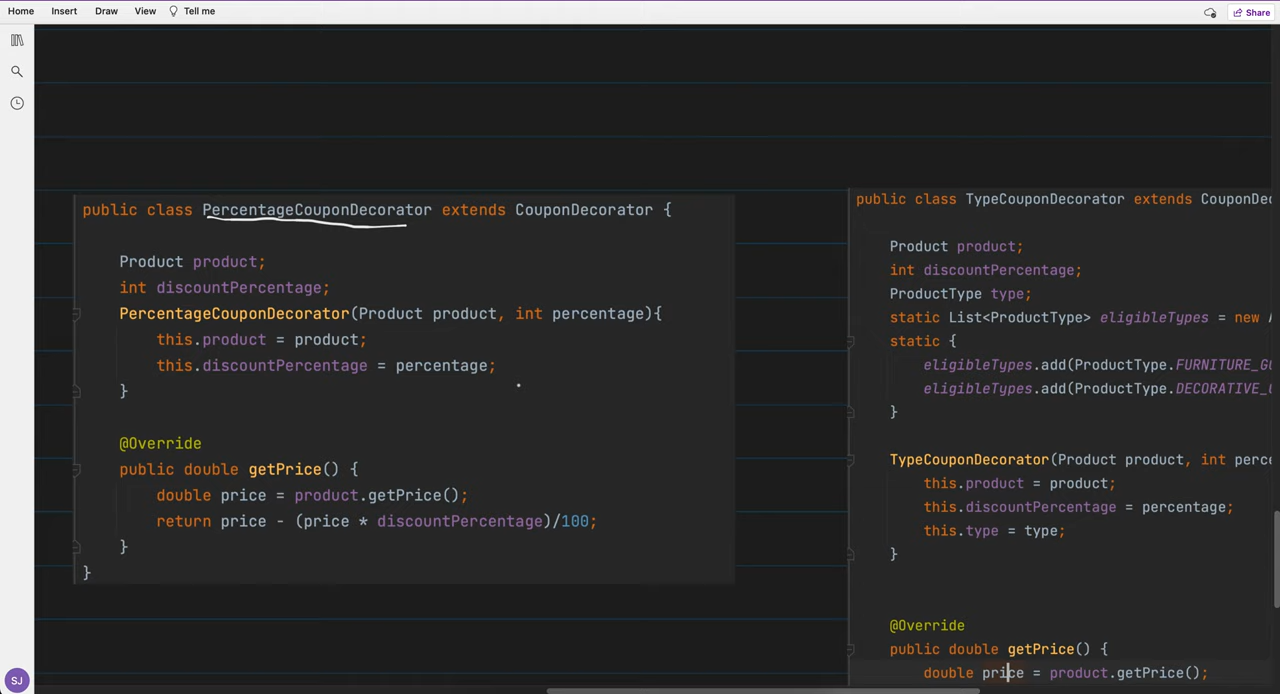 Home Insert Draw View Tell me
Share
public class PercentageCouponDecorator extends CouponDecorator {
Product product;
int discountPercentage;
PercentageCouponDecorator(Product product, int percentage){
this.product = product;
this.discountPercentage = percentage;
}
@Override
public double getPrice() {
double price = product.getPrice();
return price - (price * discountPercentage)/100;
}
}
public class TypeCouponDecorator extends CouponDe
Product product;
int discountPercentage;
ProductType type;
static List<ProductType> eligibleTypes = new
static {
eligibleTypes.add(ProductType.FURNITURE_
eligibleTypes.add(ProductType.DECORATIVE_
}
TypeCouponDecorator(Product product, int perce
this.product = product;
this.discountPercentage = percentage;
this.type = type;
}
@Override
public double getPrice() {
double price = product.getPrice();
SJ